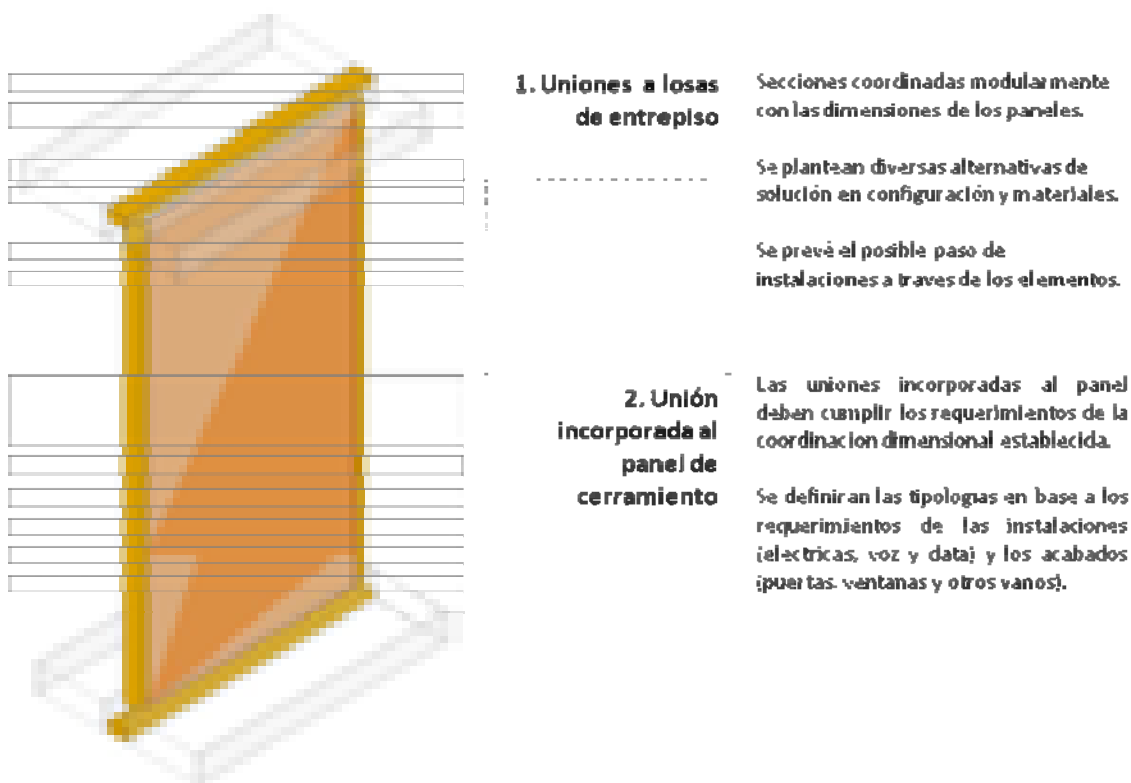 1. Uniones a losas
de entrepiso
Secciones coordinadas modularmente
con las dimensiones de los paneles.
Se plantean diversas alternativas de
solución en configuración y materiales.
Se prevé el posible paso de
instalaciones a traves de los elementos.
2. Unión
incorporada al
panel de
cerramiento
Las uniones incorporadas al panel
deben cumplir los requerimientos de la
coordinacion dimensional establecida.
Se definiran las tipologias en base a los
requerimientos de las instalaciones
(electricas, voz y data) y los acabados
(puertas, ventanas y otros vanos).